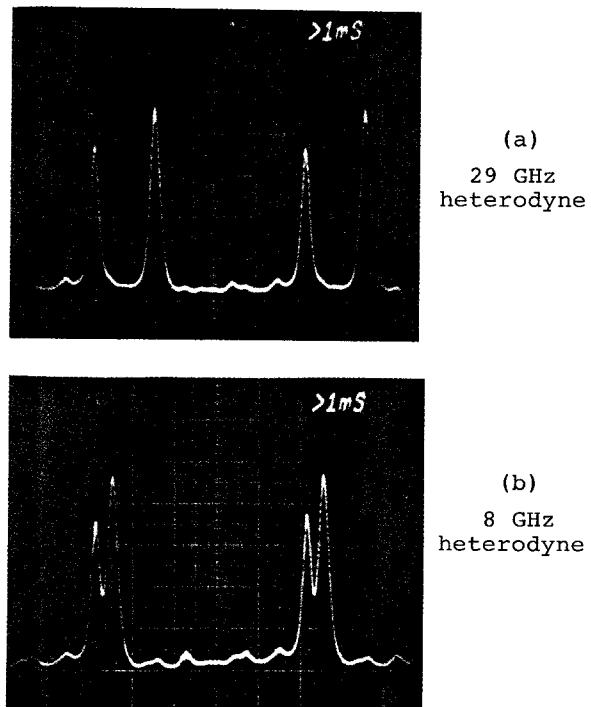 >1mS
(a)
29 GHz
heterodyne
>1mS
(b)
8 GHz
heterodyne